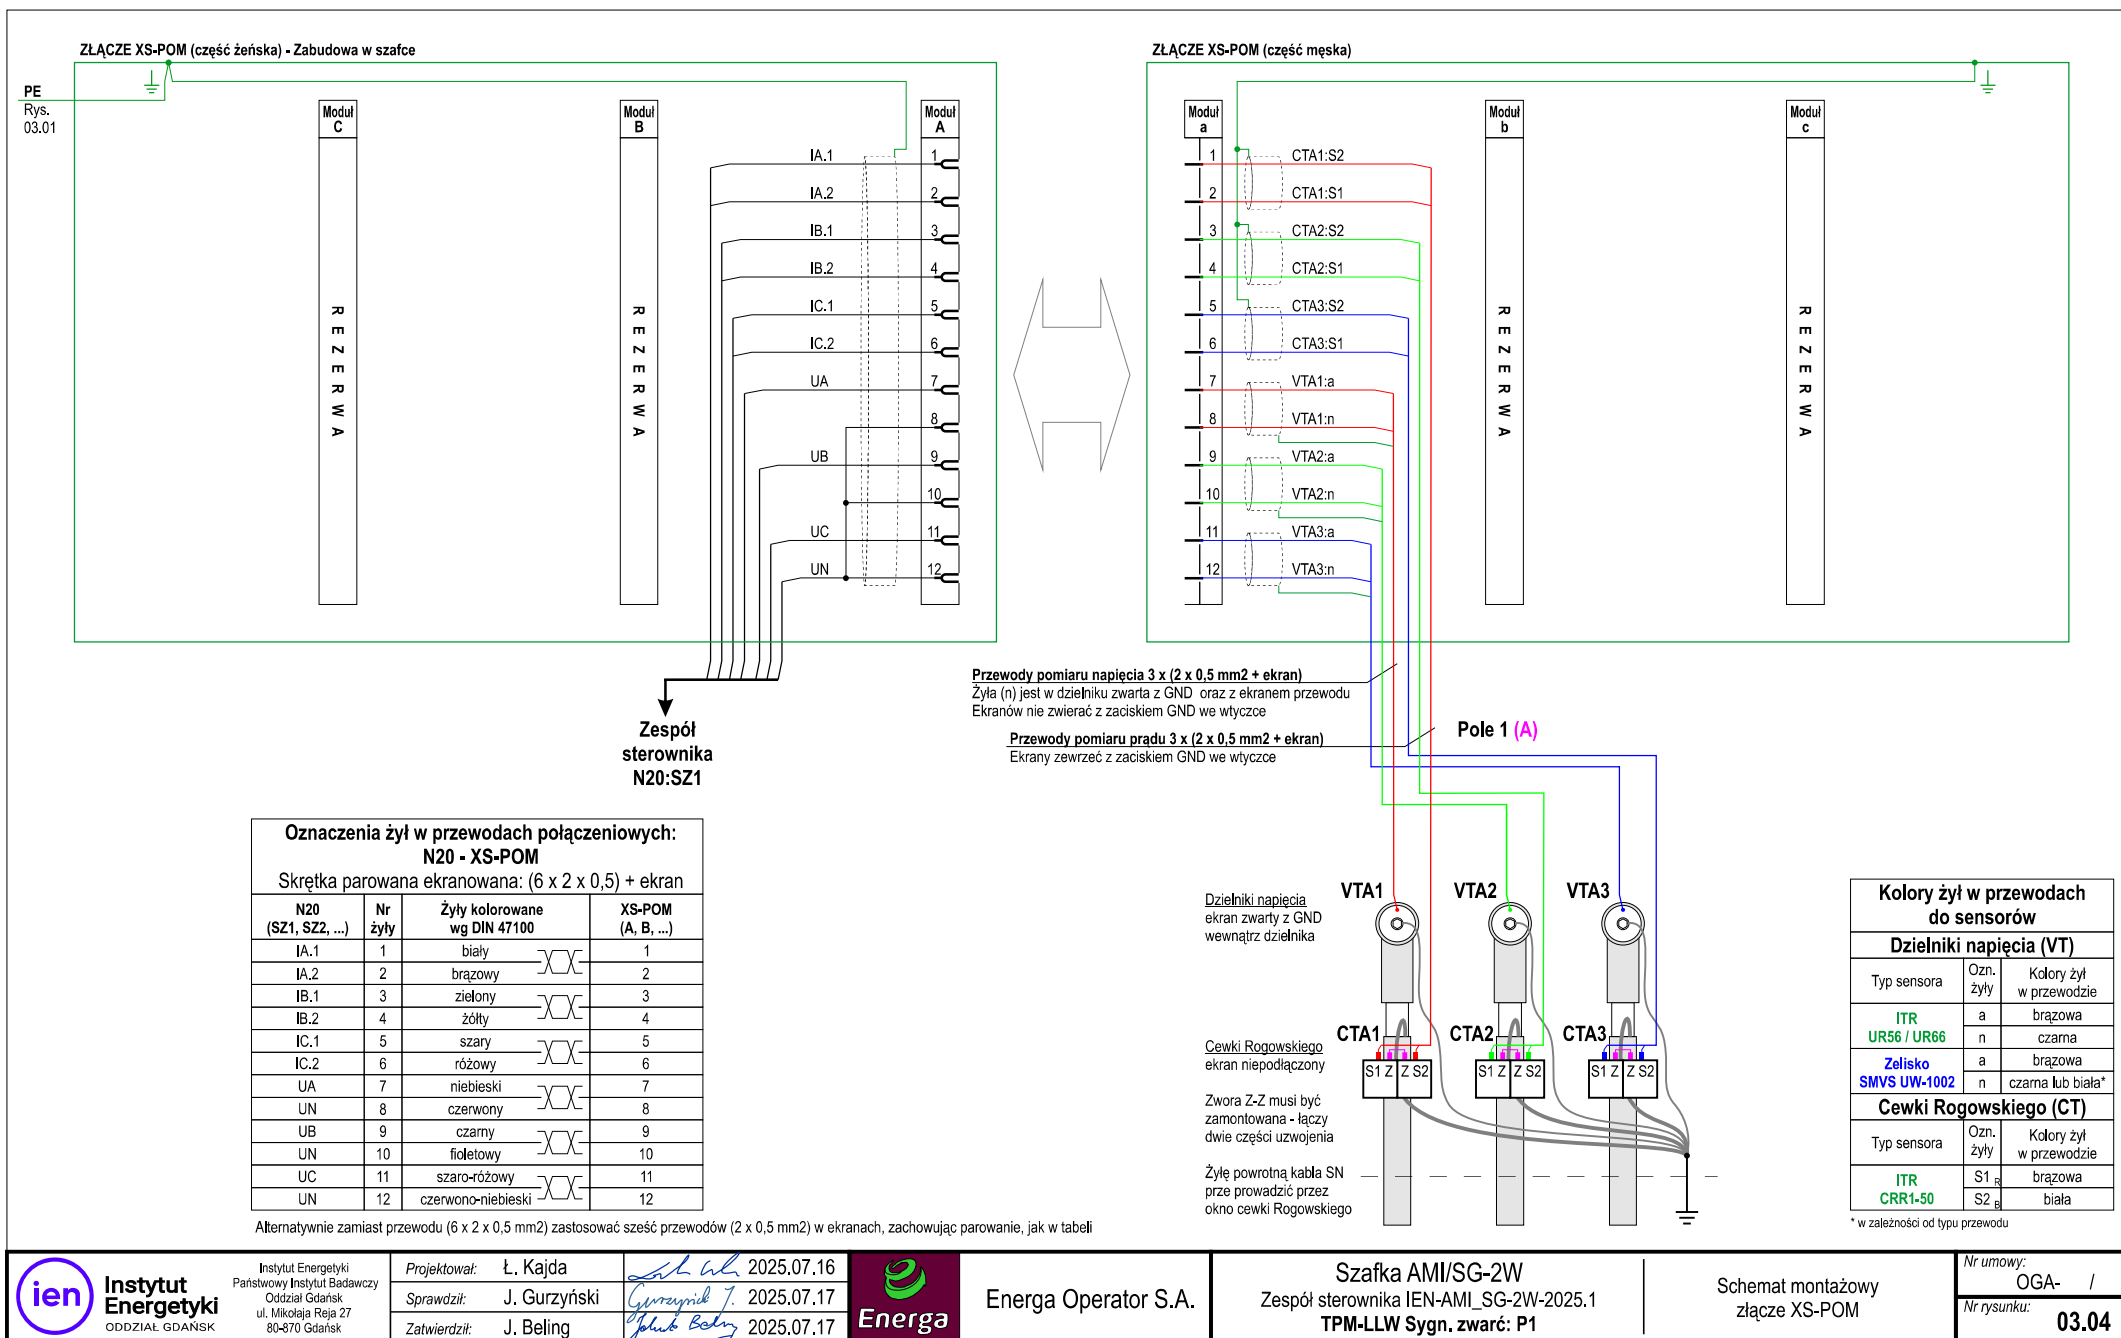 ZŁĄCZE XS-POM (część żeńska) - Zabudowa w szafce
PE
Rys.
03.01
Moduł
C
REZERWA
Moduł
B
REZERWA
Moduł
A
IA.1 1
IA.2 2
IB.1 3
IB.2 4
IC.1 5
IC.2 6
UA 7
8
UB 9
10
UC 11
UN 12
Zespół
sterownika
N20:SZ1
ZŁĄCZE XS-POM (część męska)
Moduł
a
1 CTA1:S2
2 CTA1:S1
3 CTA2:S2
4 CTA2:S1
5 CTA3:S2
6 CTA3:S1
7 VTA1:a
8 VTA1:n
9 VTA2:a
10 VTA2:n
11 VTA3:a
12 VTA3:n
Moduł
b
REZERWA
Moduł
c
REZERWA
Przewody pomiaru napięcia 3 x (2 x 0,5 mm2 + ekran)
Żyła (n) jest w dzielniku zwarta z GND oraz z ekranem przewodu
Ekranów nie zwierać z zaciskiem GND we wtyczce
Przewody pomiaru prądu 3 x (2 x 0,5 mm2 + ekran)
Ekrany zewrzeć z zaciskiem GND we wtyczce
Pole 1 (A)
Oznaczenia żył w przewodach połączeniowych:
N20 - XS-POM
Skrętka parowana ekranowana: (6 x 2 x 0,5) + ekran
N20 (SZ1, SZ2, ...) Nr żyły Żyły kolorowane wg DIN 47100 XS-POM (A, B, ...)
IA.1 1 biały 1
IA.2 2 brązowy 2
IB.1 3 zielony 3
IB.2 4 żółty 4
IC.1 5 szary 5
IC.2 6 różowy 6
UA 7 niebieski 7
UN 8 czerwony 8
UB 9 czarny 9
UN 10 fioletowy 10
UC 11 szaro-różowy 11
UN 12 czerwono-niebieski 12
Alternatywnie zamiast przewodu (6 x 2 x 0,5 mm2) zastosować sześć przewodów (2 x 0,5 mm2) w ekranach, zachowując parowanie, jak w tabeli
Dzielniki napięcia
ekran zwarty z GND
wewnątrz dzielnika
VTA1 VTA2 VTA3
Cewki Rogowskiego
ekran niepodłączony
CTA1 CTA2 CTA3
S1 Z Z S2 S1 Z Z S2 S1 Z Z S2
Zwora Z-Z musi być
zamontowana - łączy
dwie części uzwojenia
Żyłę powrotną kabla SN
prze prowadzić przez
okno cewki Rogowskiego
Kolory żył w przewodach
do sensorów
Dzielniki napięcia (VT)
Typ sensora Ozn. żyły Kolory żył w przewodzie
ITR UR56 / UR66 a brązowa
n czarna
Zelisko SMVS UW-1002 a brązowa
n czarna lub biała*
Cewki Rogowskiego (CT)
Typ sensora Ozn. żyły Kolory żył w przewodzie
ITR CRR1-50 S1 R brązowa
S2 B biała
* w zależności od typu przewodu
ien Instytut
Energetyki
ODDZIAŁ GDAŃSK
Instytut Energetyki
Państwowy Instytut Badawczy
Oddział Gdańsk
ul. Mikołaja Reja 27
80-870 Gdańsk
Projektował: Ł. Kajda 2025.07.16
Sprawdził: J. Gurzyński Gurzyński J. 2025.07.17
Zatwierdził: J. Beling 2025.07.17
Energa
Energa Operator S.A.
Szafka AMI/SG-2W
Zespół sterownika IEN-AMI_SG-2W-2025.1
TPM-LLW Sygn. zwarć: P1
Schemat montażowy
złącze XS-POM
Nr umowy:
OGA- /
Nr rysunku:
03.04